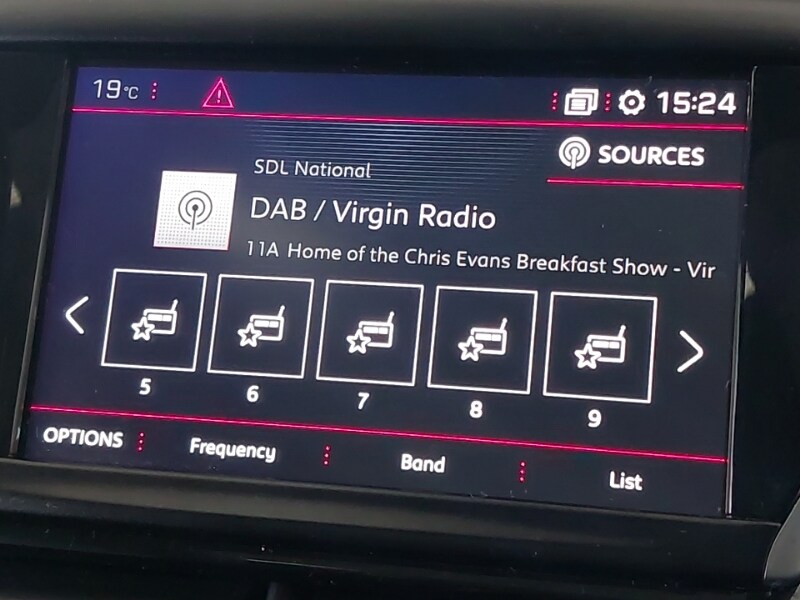 19°C 15:24
SOURCES
SDL National
DAB / Virgin Radio
11A Home of the Chris Evans Breakfast Show - Vir
5 6 7 8 9
OPTIONS Frequency Band List